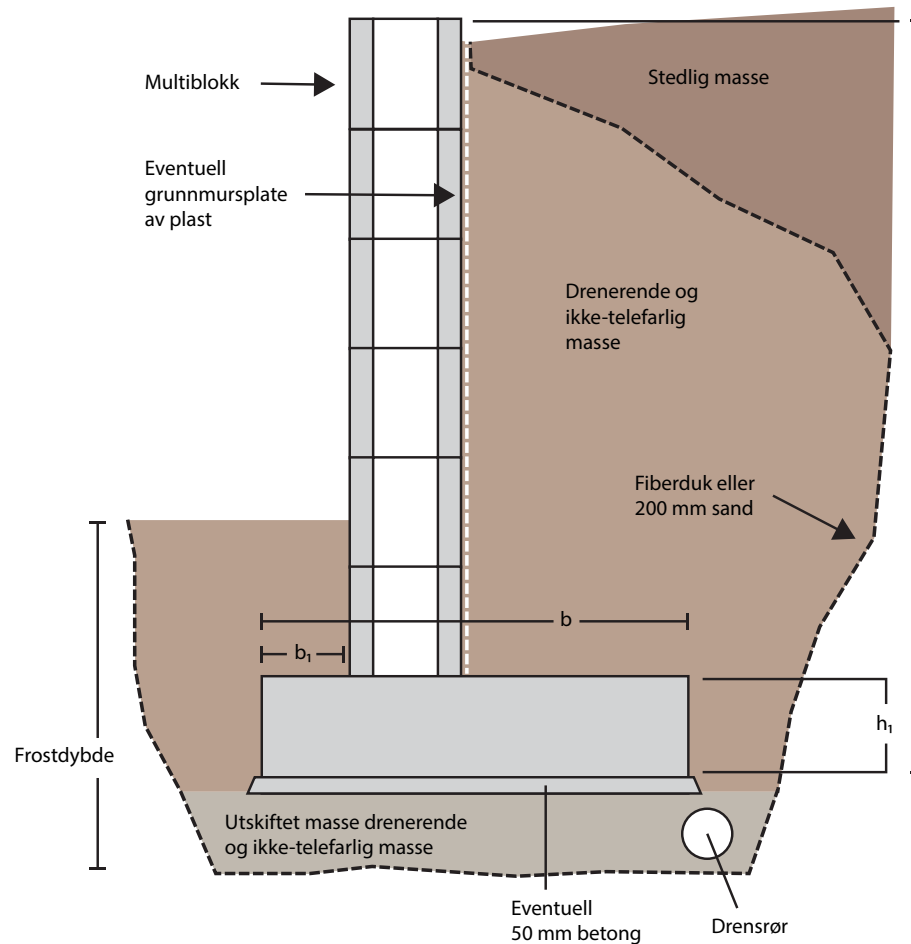 Stedlig masse
Multiblokk
Eventuell
grunnmursplate
av plast
Drenerende og
ikke-telefarlig
masse
Fiberduk eller
200 mm sand
b
b₁
h₁
Frostdybde
Utskiftet masse drenerende
og ikke-telefarlig masse
Eventuell
50 mm betong
Drensrør